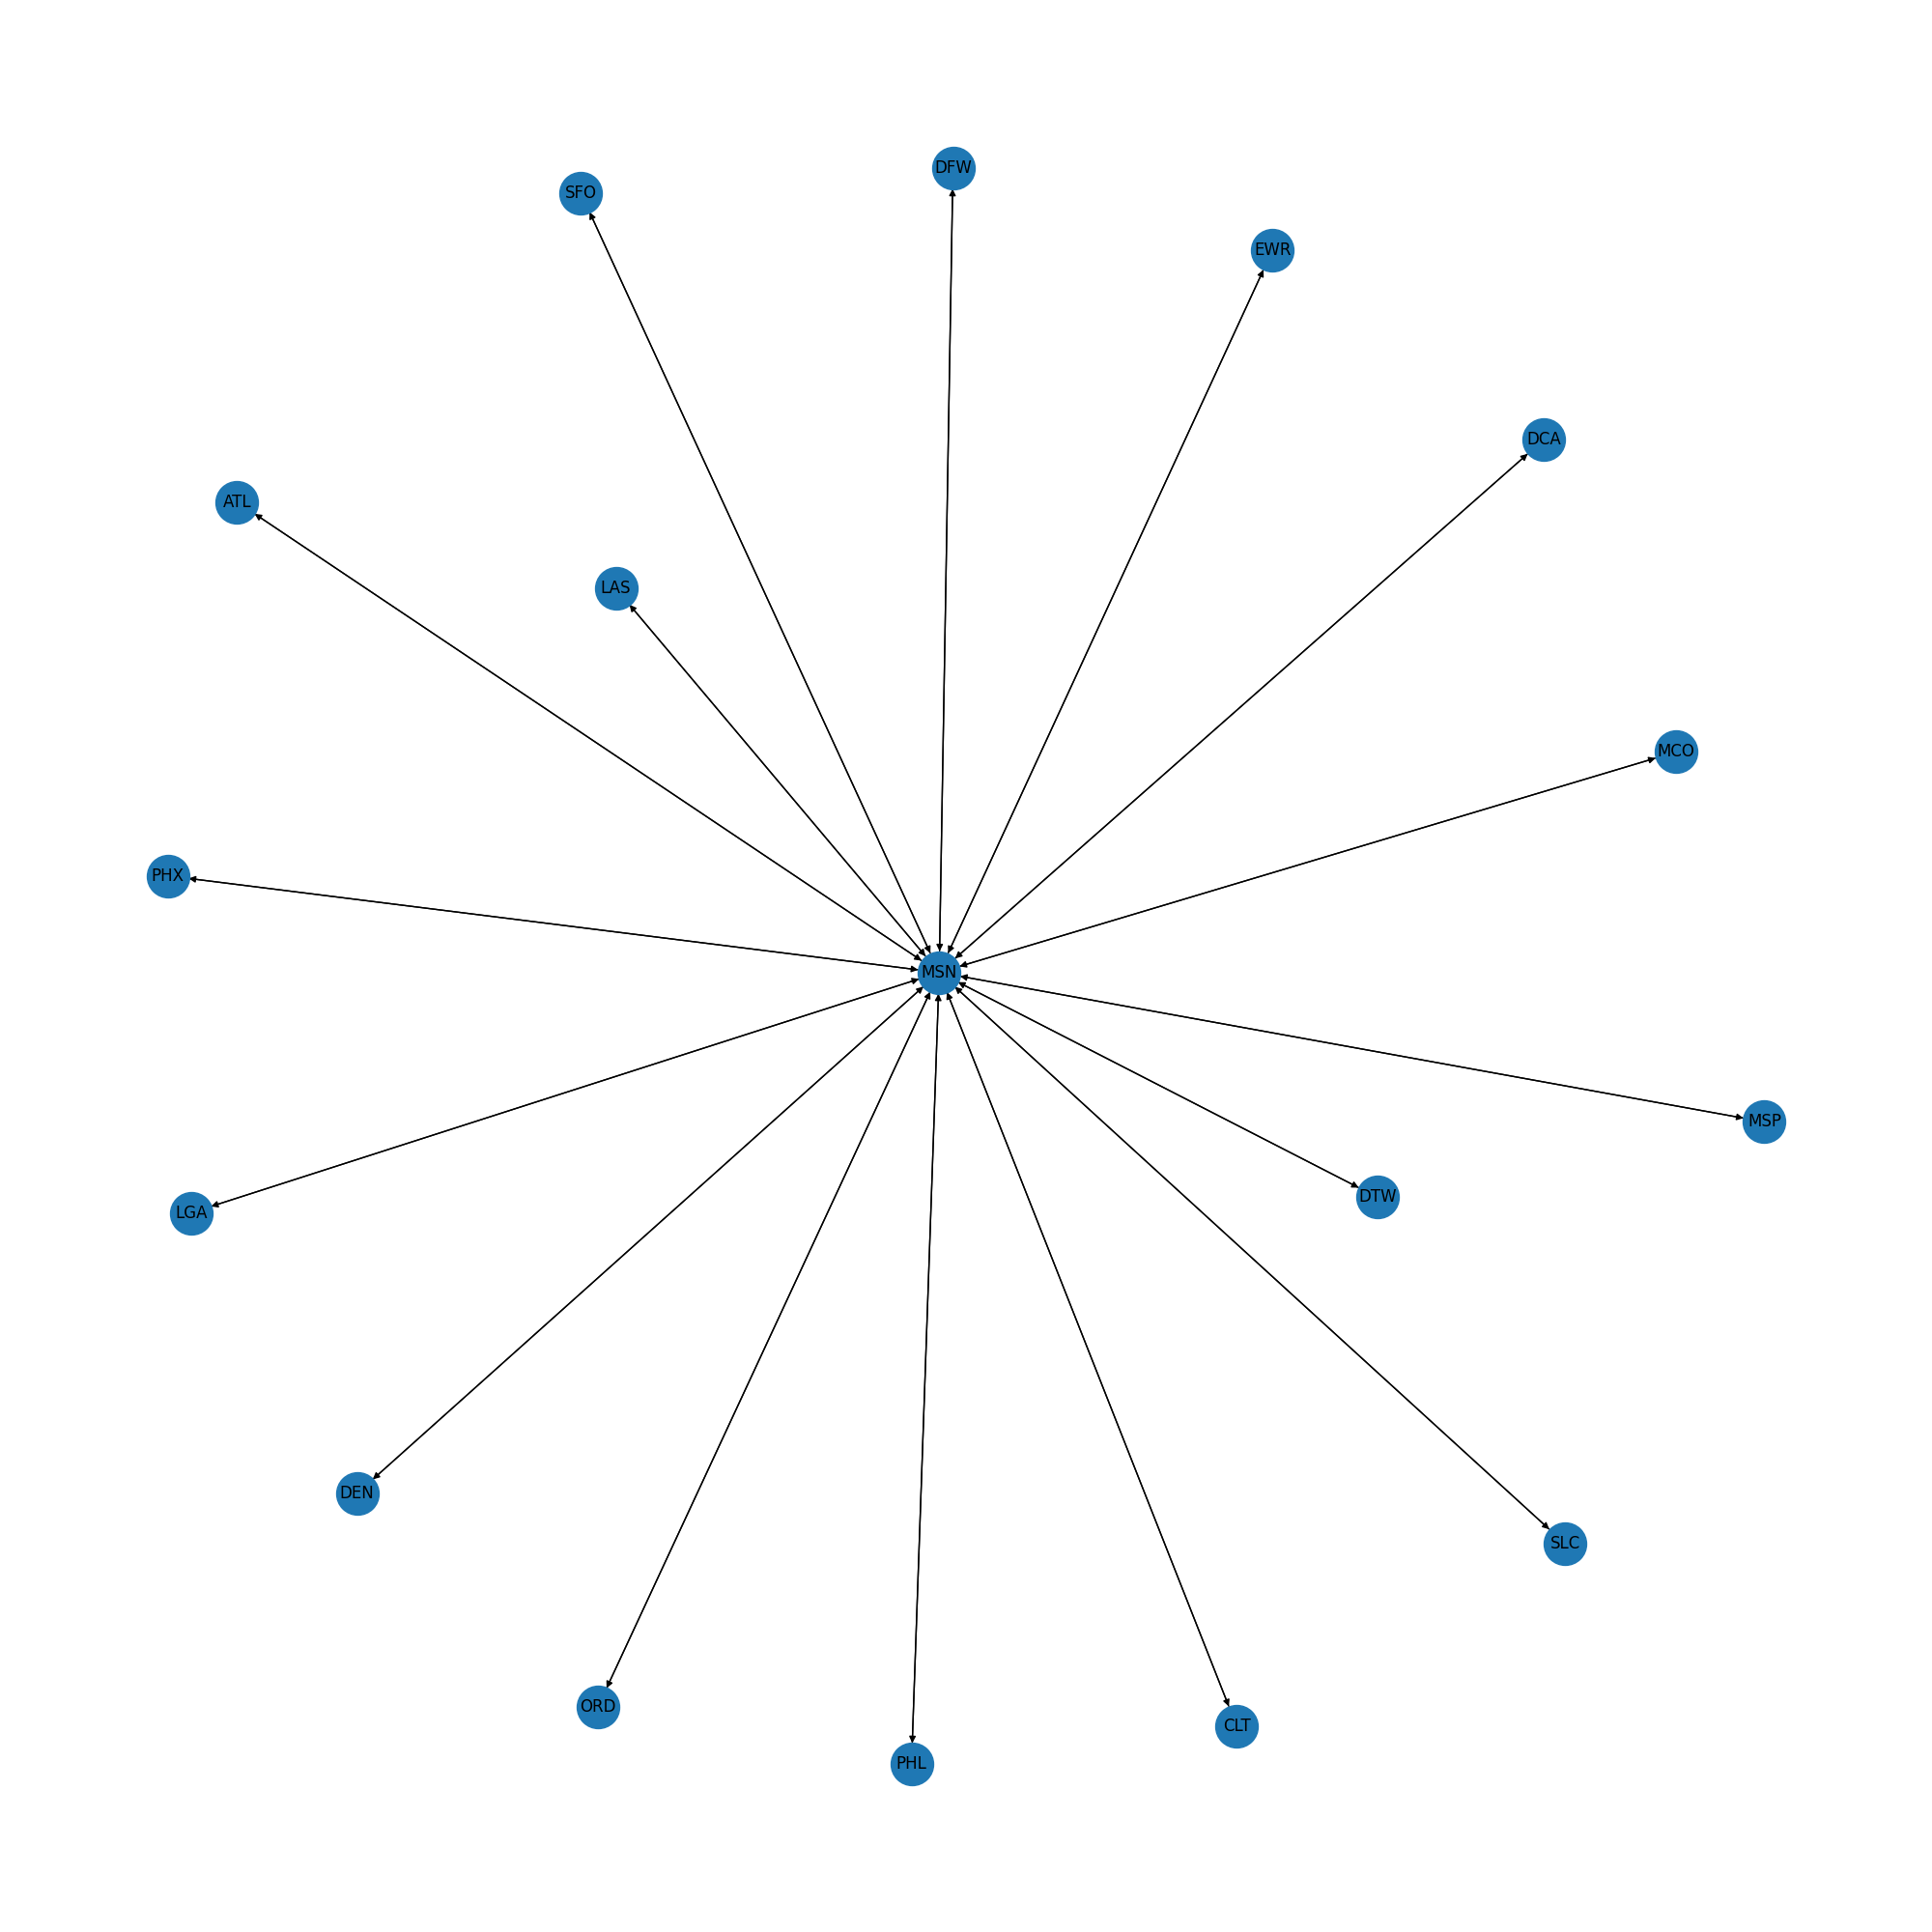 DFW
SFO
EWR
DCA
ATL
LAS
MCO
PHX
MSN
MSP
DTW
LGA
DEN
SLC
ORD
CLT
PHL